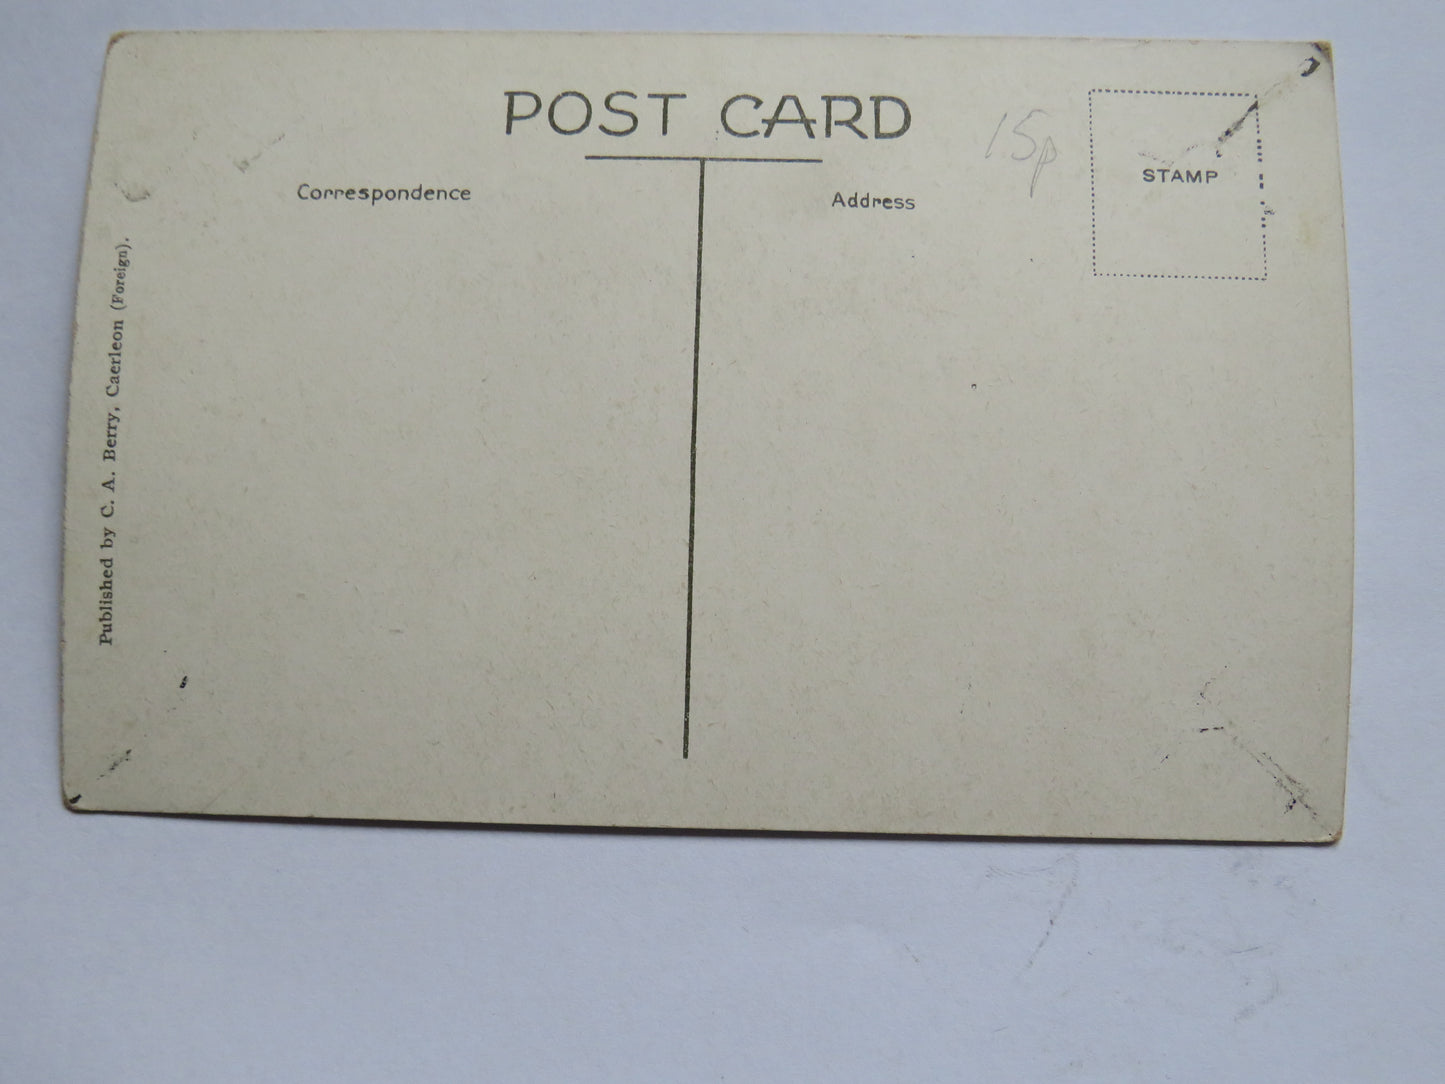 POST CARD
Correspondence
Address
15p
STAMP
Published by C. A. Berry, Caerleon (Foreign).